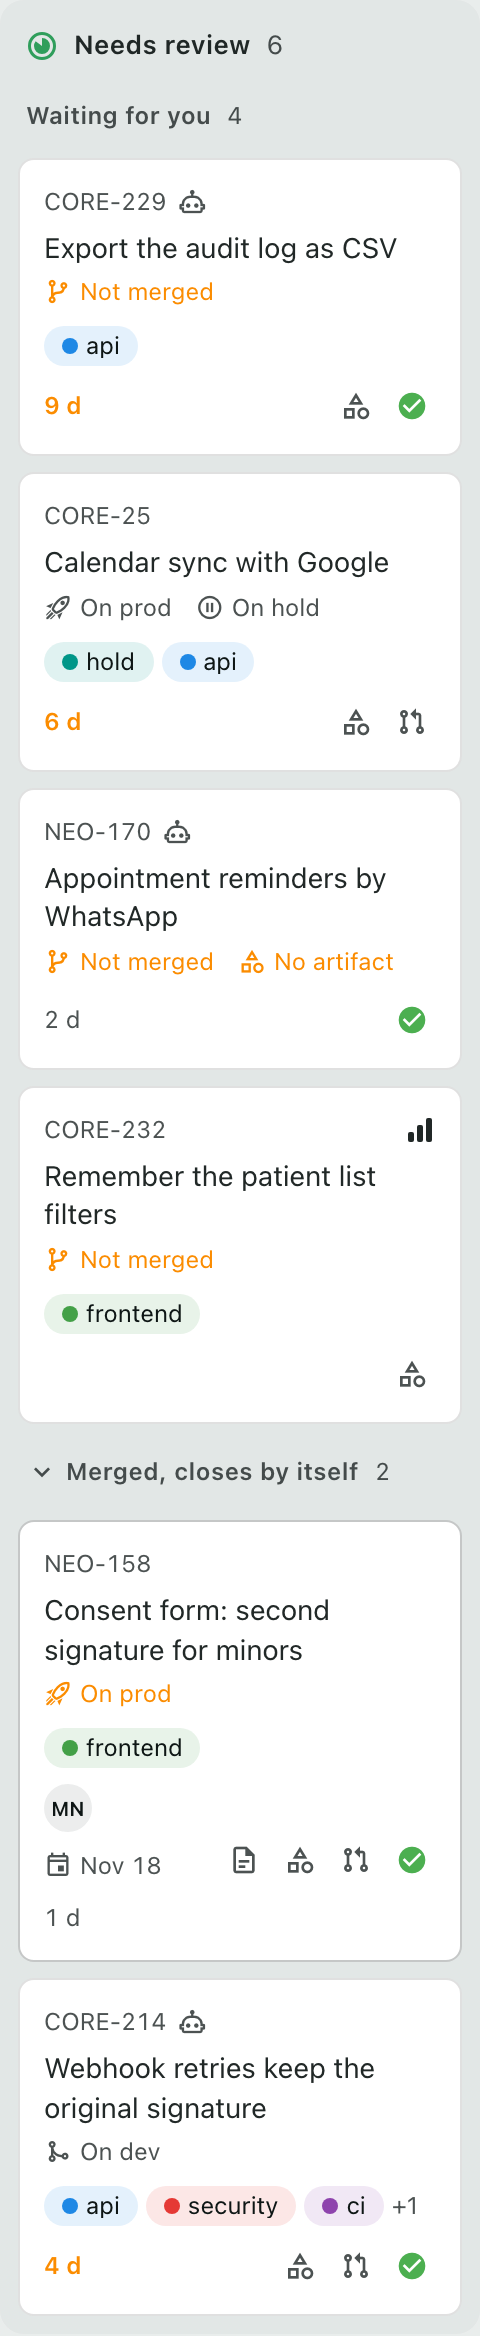 Needs review 6
Waiting for you 4
CORE-229
Export the audit log as CSV
Not merged
api
9 d
CORE-25
Calendar sync with Google
On prod On hold
hold api
6 d
NEO-170
Appointment reminders by
WhatsApp
Not merged No artifact
2 d
CORE-232
Remember the patient list
filters
Not merged
frontend
Merged, closes by itself 2
NEO-158
Consent form: second
signature for minors
On prod
frontend
MN
Nov 18
1 d
CORE-214
Webhook retries keep the
original signature
On dev
api security ci +1
4 d